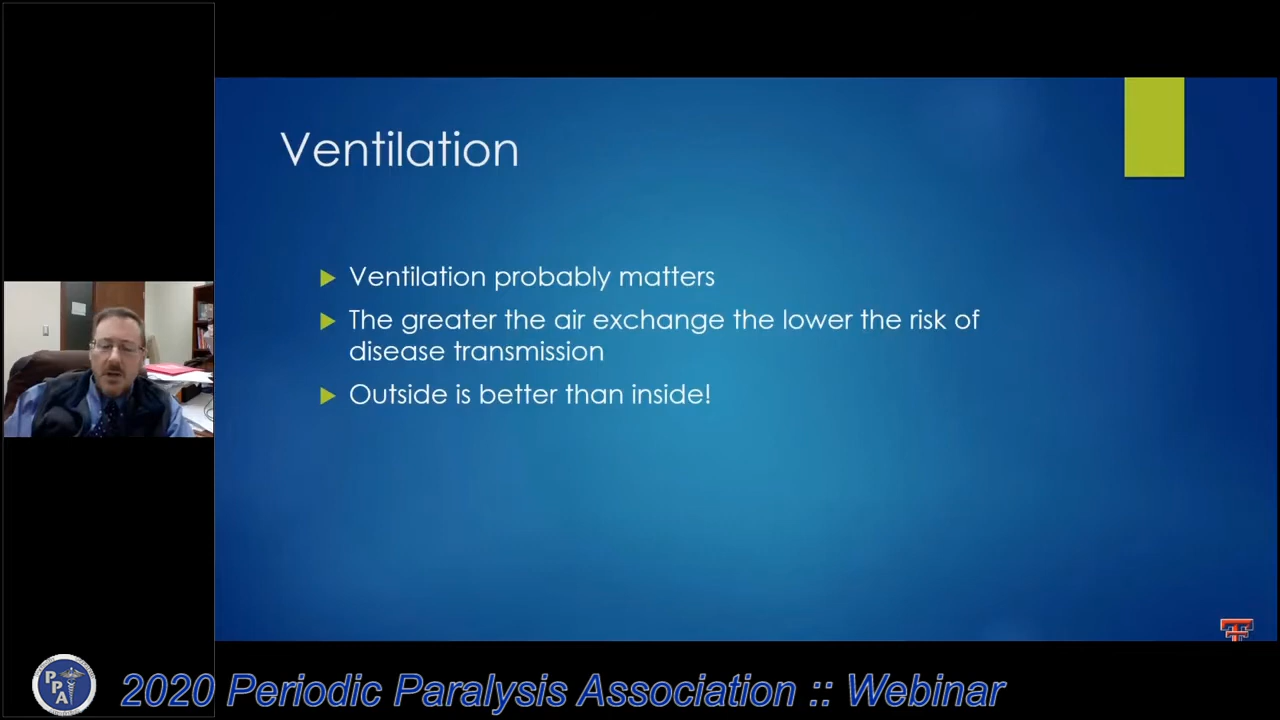 Ventilation
Ventilation probably matters
The greater the air exchange the lower the risk of
disease transmission
Outside is better than inside!
PPA
2020 Periodic Paralysis Association :: Webinar